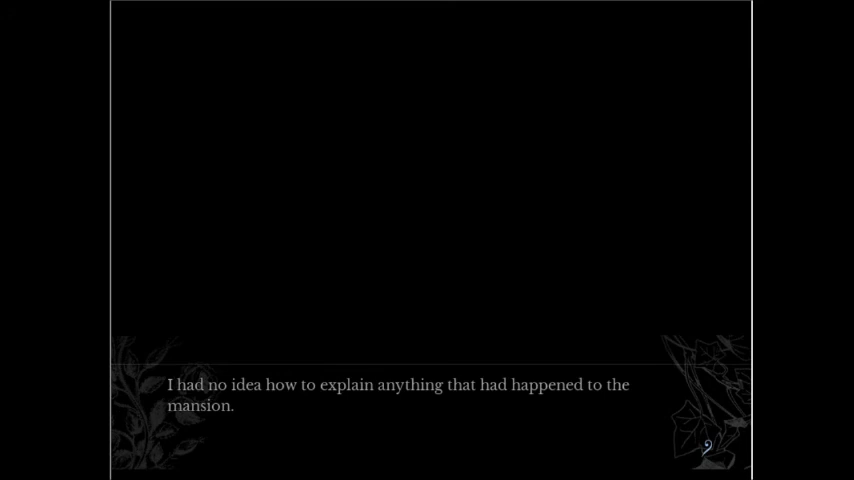 I had no idea how to explain anything that had happened to the
mansion.